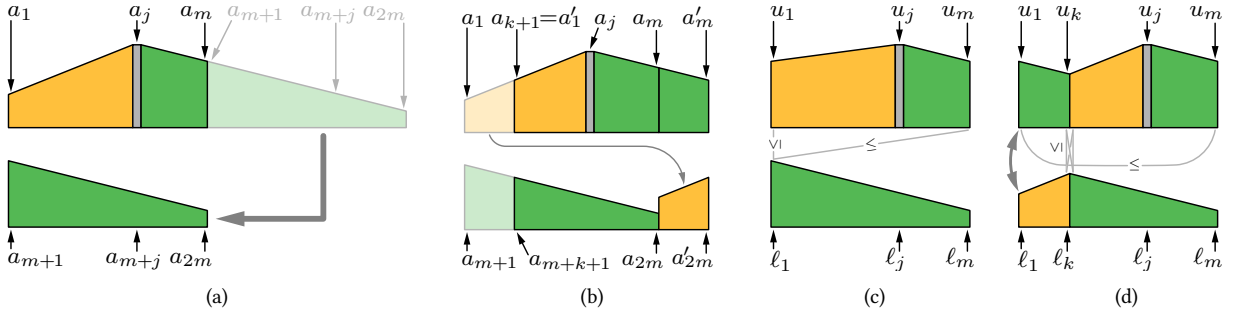 a_1 a_j a_m a_{m+1} a_{m+j} a_{2m}
a_{m+1} a_{m+j} a_{2m}
(a)
a_1 a_{k+1}=a'_1 a_j a_m a'_m
a_{m+1} a_{m+k+1} a_{2m} a'_{2m}
(b)
u_1 u_j u_m
≥ ≤
ℓ_1 ℓ_j ℓ_m
(c)
u_1 u_k u_j u_m
≥ ≤
ℓ_1 ℓ_k ℓ_j ℓ_m
(d)